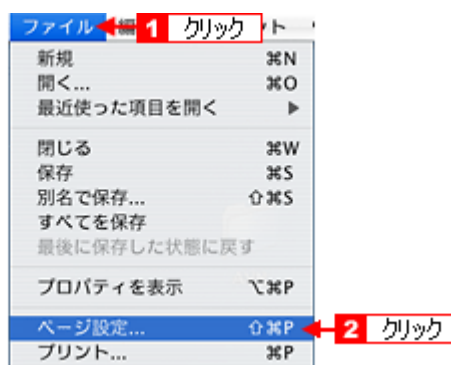 ファイル 1 クリック ント
新規 ⌘N
開く... ⌘O
最近使った項目を開く ▶
閉じる ⌘W
保存 ⌘S
別名で保存... ⇧⌘S
すべてを保存
最後に保存した状態に戻す
プロパティを表示 ⌥⌘P
ページ設定... ⇧⌘P 2 クリック
プリント... ⌘P